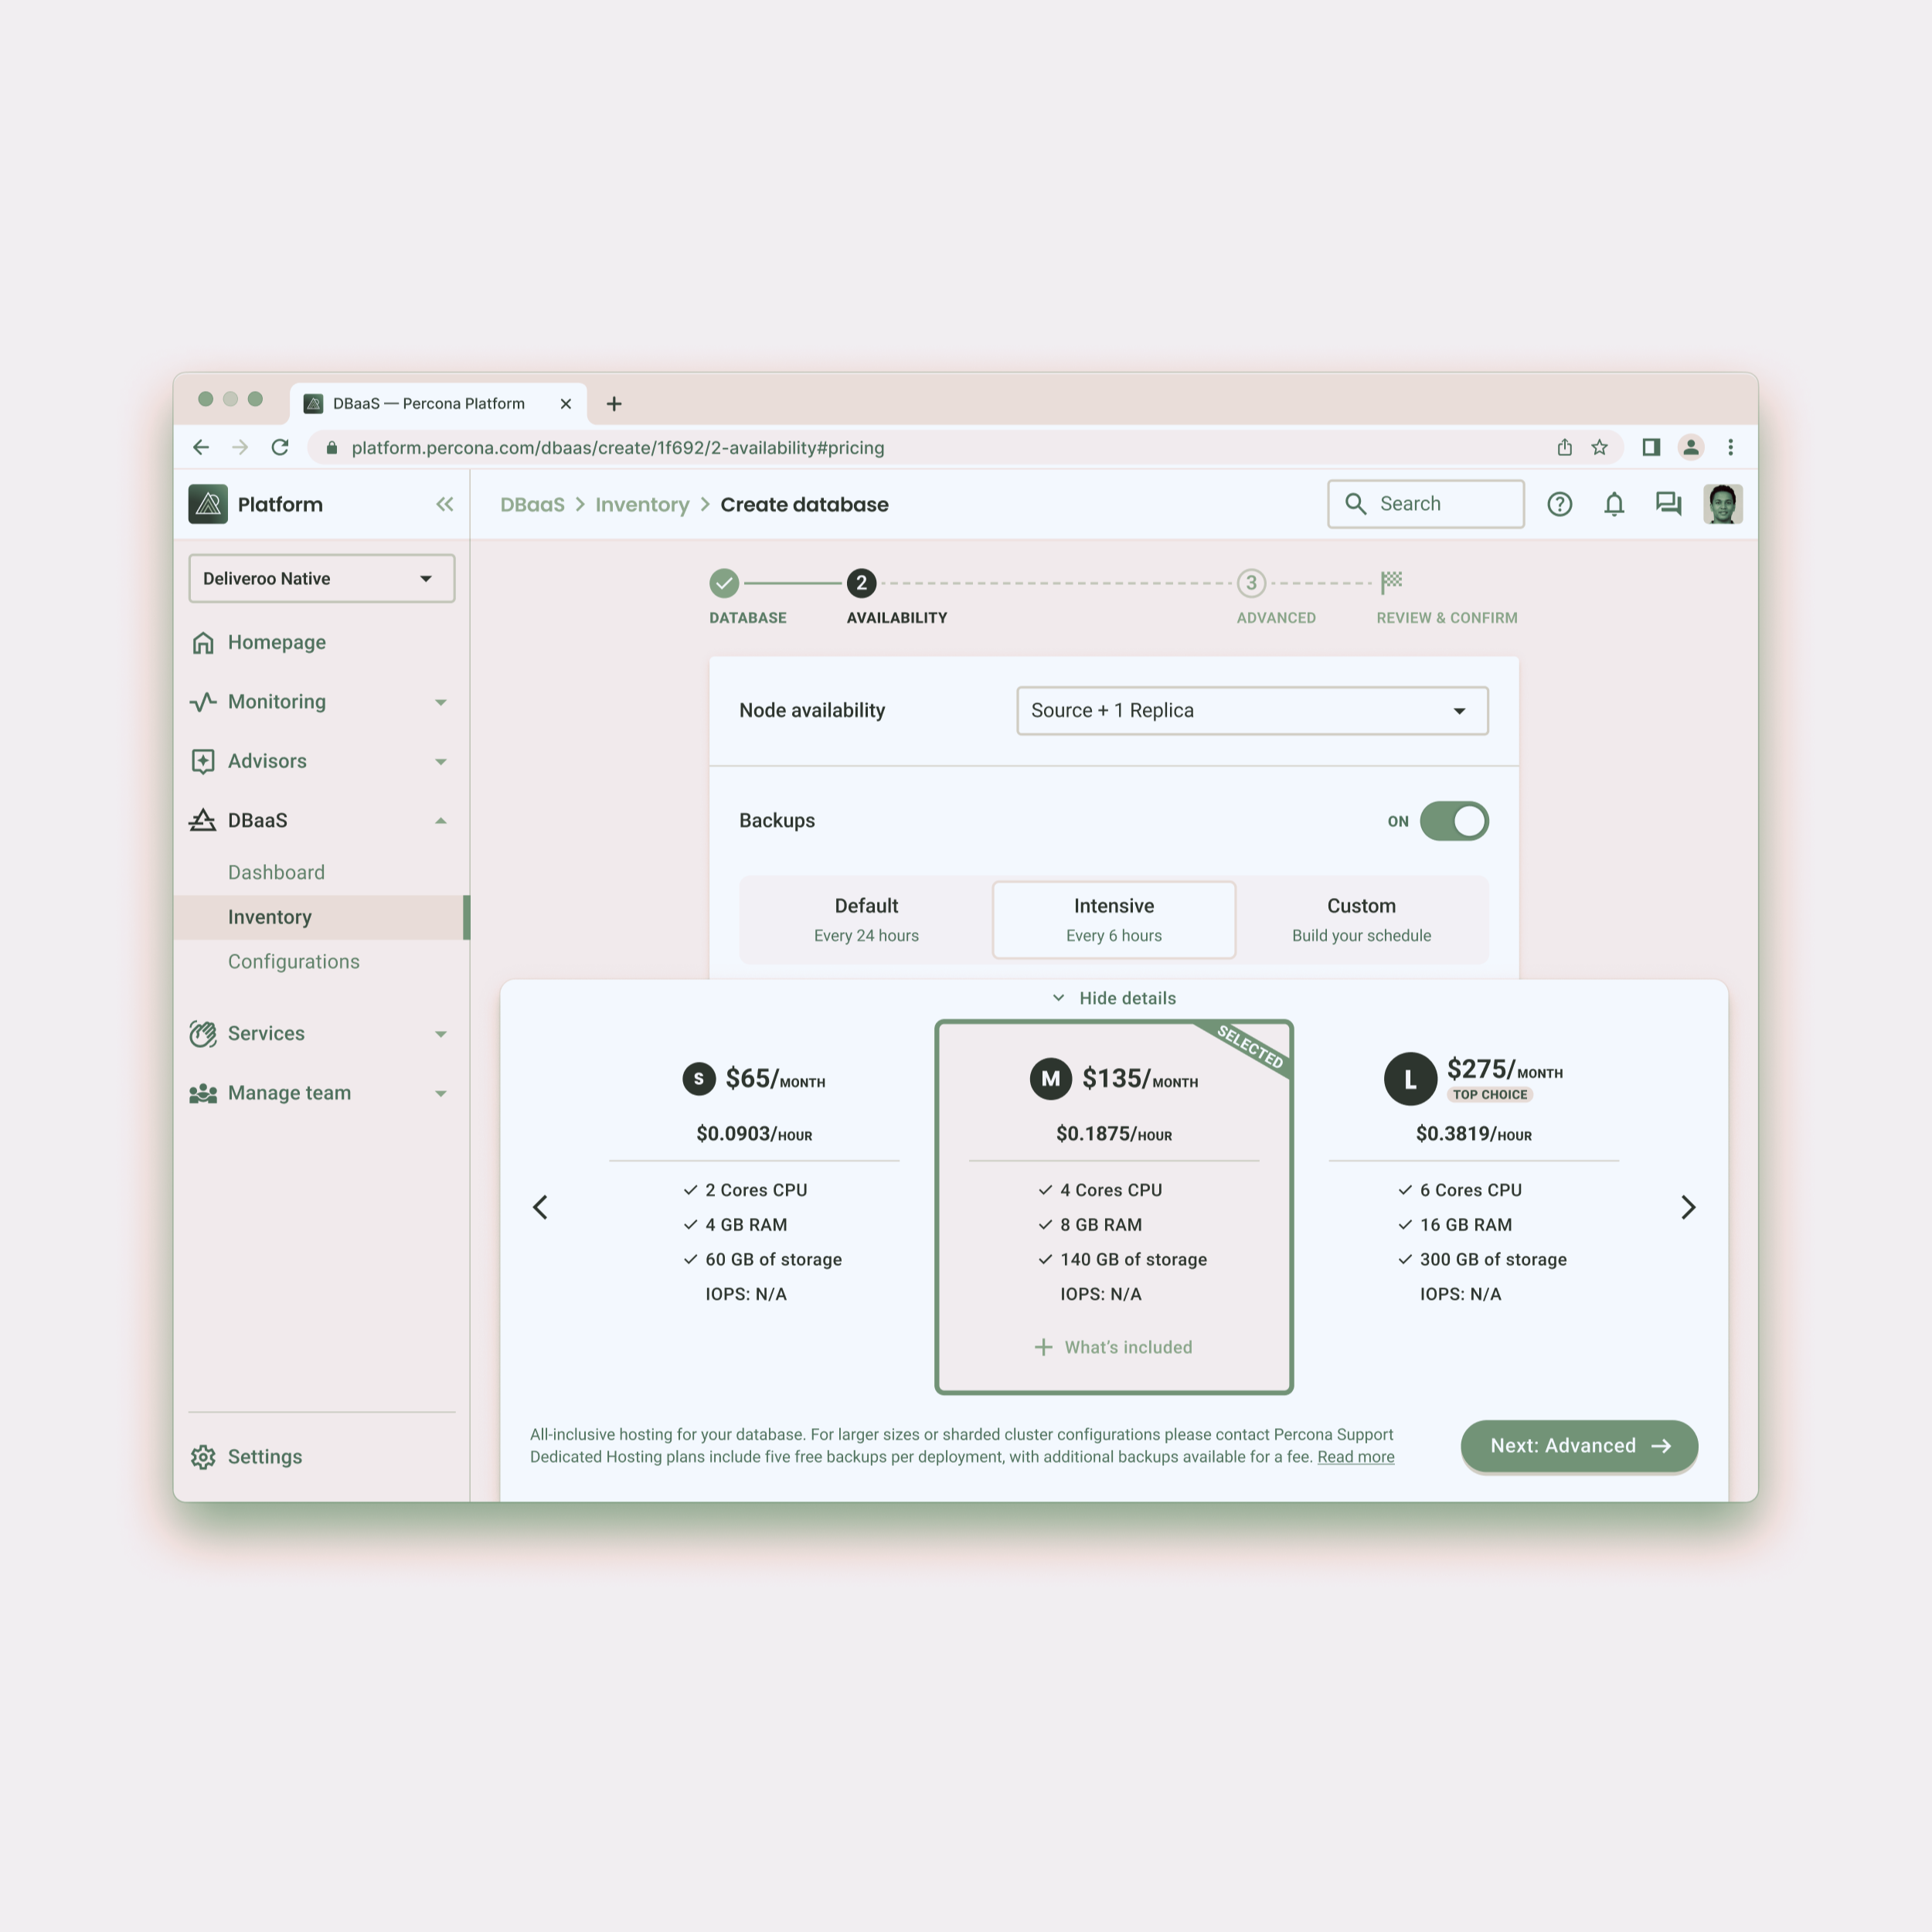 DBaaS — Percona Platform
platform.percona.com/dbaas/create/1f692/2-availability#pricing
Platform
DBaaS > Inventory > Create database
Search
Deliveroo Native
Homepage
Monitoring
Advisors
DBaaS
Dashboard
Inventory
Configurations
Services
Manage team
Settings
2
3
DATABASE
AVAILABILITY
ADVANCED
REVIEW & CONFIRM
Node availability
Source + 1 Replica
Backups
ON
Default
Every 24 hours
Intensive
Every 6 hours
Custom
Build your schedule
Hide details
S $65/MONTH
$0.0903/HOUR
2 Cores CPU
4 GB RAM
60 GB of storage
IOPS: N/A
SELECTED
M $135/MONTH
$0.1875/HOUR
4 Cores CPU
8 GB RAM
140 GB of storage
IOPS: N/A
What's included
L $275/MONTH
TOP CHOICE
$0.3819/HOUR
6 Cores CPU
16 GB RAM
300 GB of storage
IOPS: N/A
All-inclusive hosting for your database. For larger sizes or sharded cluster configurations please contact Percona Support
Dedicated Hosting plans include five free backups per deployment, with additional backups available for a fee. Read more
Next: Advanced